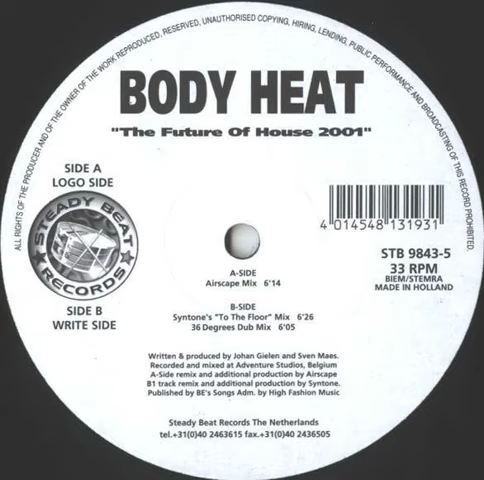 ALL RIGHTS OF THE PRODUCER AND OF THE OWNER OF THE WORK REPRODUCED, RESERVED, UNAUTHORISED COPYING, HIRING, LENDING, PUBLIC PERFORMANCE AND BROADCASTING OF THIS RECORD PROHIBITED.
BODY HEAT
"The Future Of House 2001"
SIDE A
LOGO SIDE
STEADY BEAT
RECORDS
SIDE B
WRITE SIDE
4 014548 131931
STB 9843-5
33 RPM
BIEM/STEMRA
MADE IN HOLLAND
A-SIDE
Airscape Mix 6'14
B-SIDE
Syntone's "To The Floor" Mix 6'26
36 Degrees Dub Mix 6'05
Written & produced by Johan Gielen and Sven Maes.
Recorded and mixed at Adventure Studios, Belgium
A-Side remix and additional production by Airscape
B1 track remix and additional production by Syntone.
Published by BE's Songs Adm. by High Fashion Music
Steady Beat Records The Netherlands
tel.+31(0)40 2463615 fax.+31(0)40 2436505